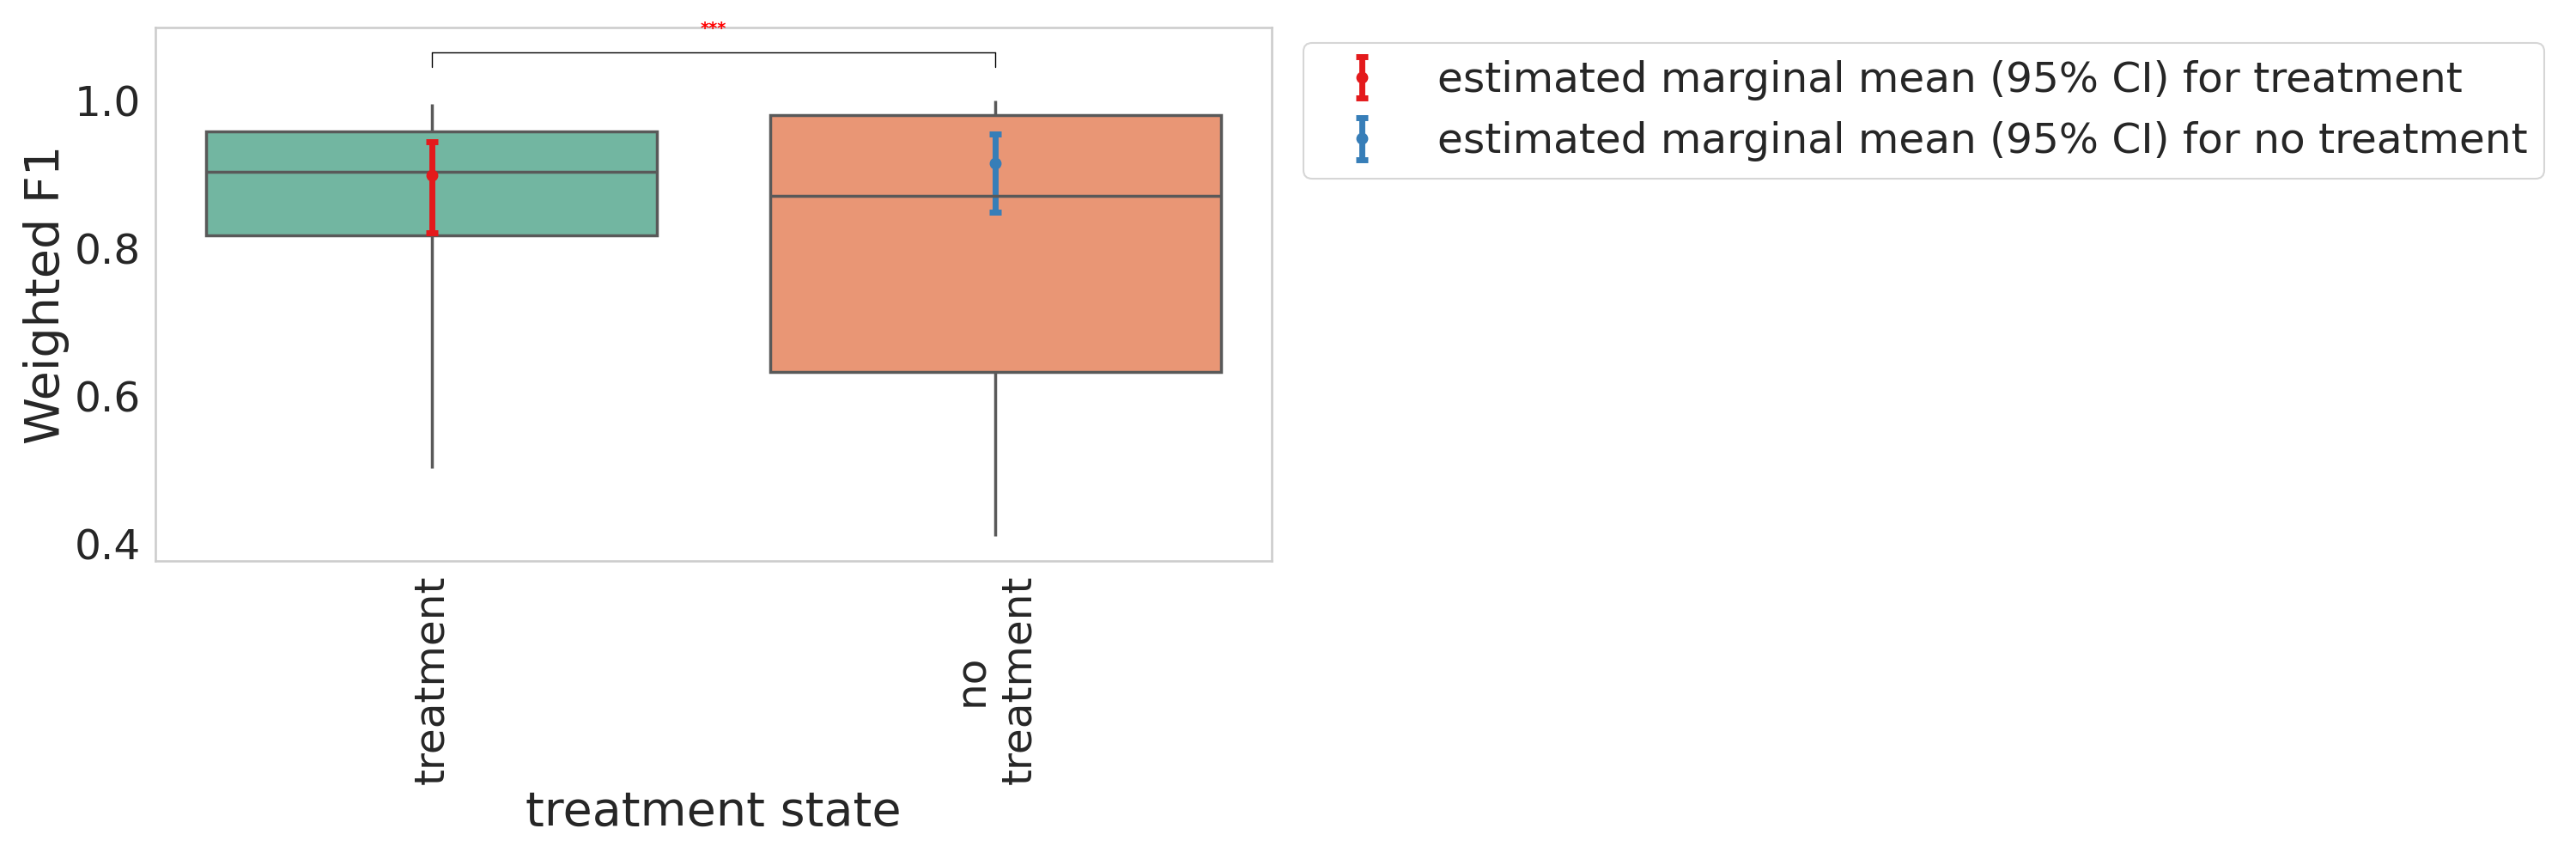 ***
1.0
0.8
0.6
0.4
Weighted F1
treatment
no
treatment
treatment state
estimated marginal mean (95% CI) for treatment
estimated marginal mean (95% CI) for no treatment